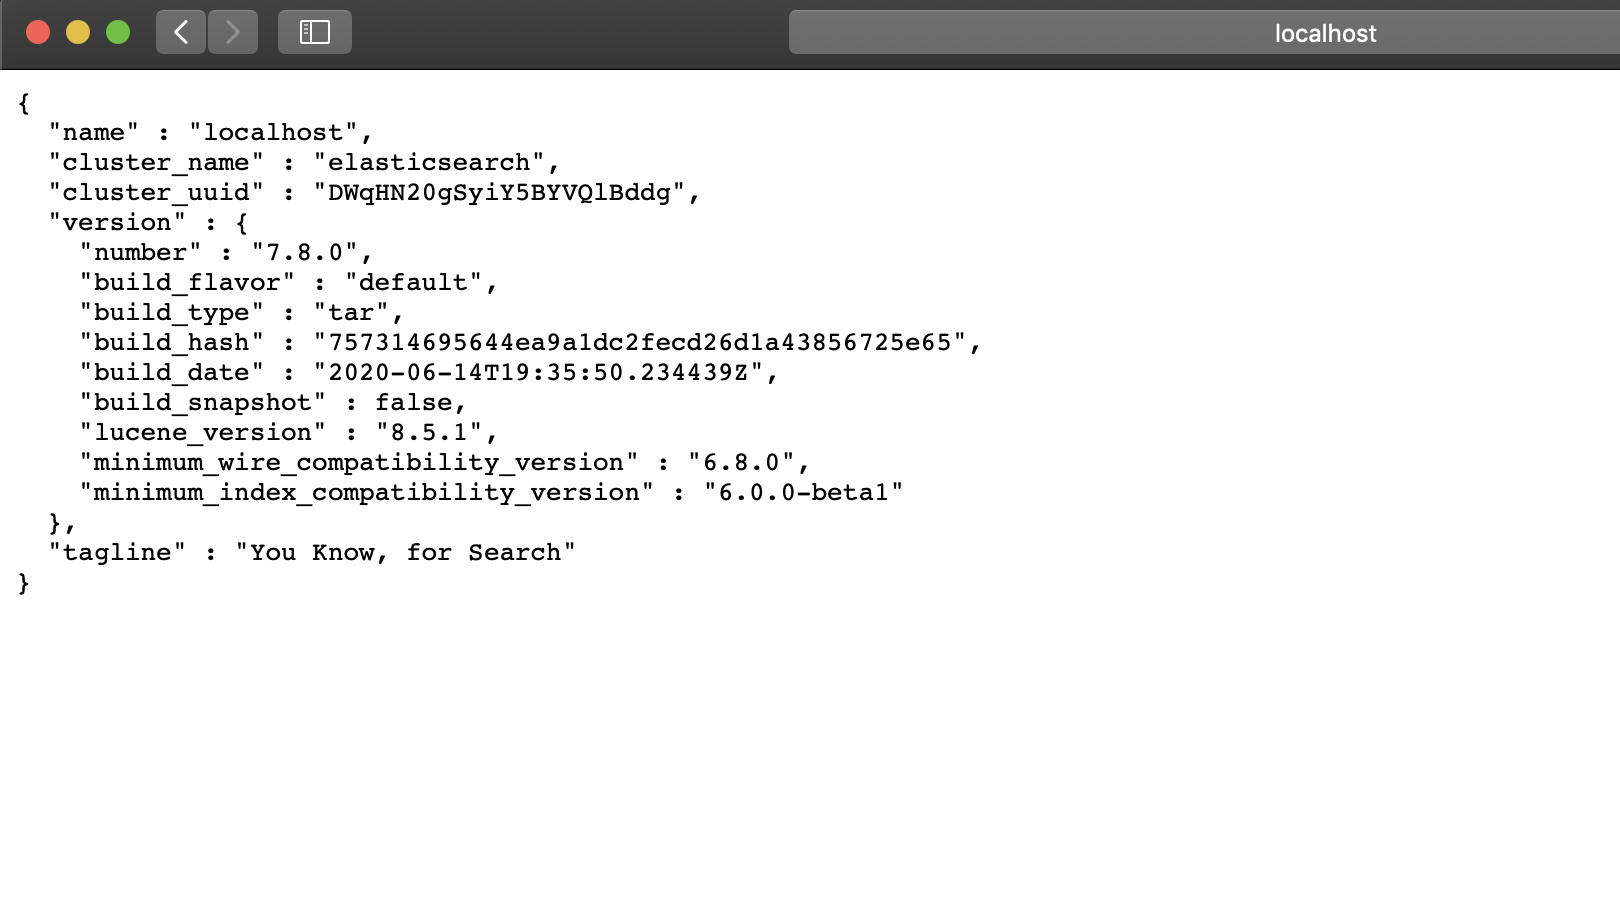 localhost
{
  "name" : "localhost",
  "cluster_name" : "elasticsearch",
  "cluster_uuid" : "DWqHN20gSyiY5BYVQlBddg",
  "version" : {
    "number" : "7.8.0",
    "build_flavor" : "default",
    "build_type" : "tar",
    "build_hash" : "757314695644ea9a1dc2fecd26d1a43856725e65",
    "build_date" : "2020-06-14T19:35:50.234439Z",
    "build_snapshot" : false,
    "lucene_version" : "8.5.1",
    "minimum_wire_compatibility_version" : "6.8.0",
    "minimum_index_compatibility_version" : "6.0.0-beta1"
  },
  "tagline" : "You Know, for Search"
}